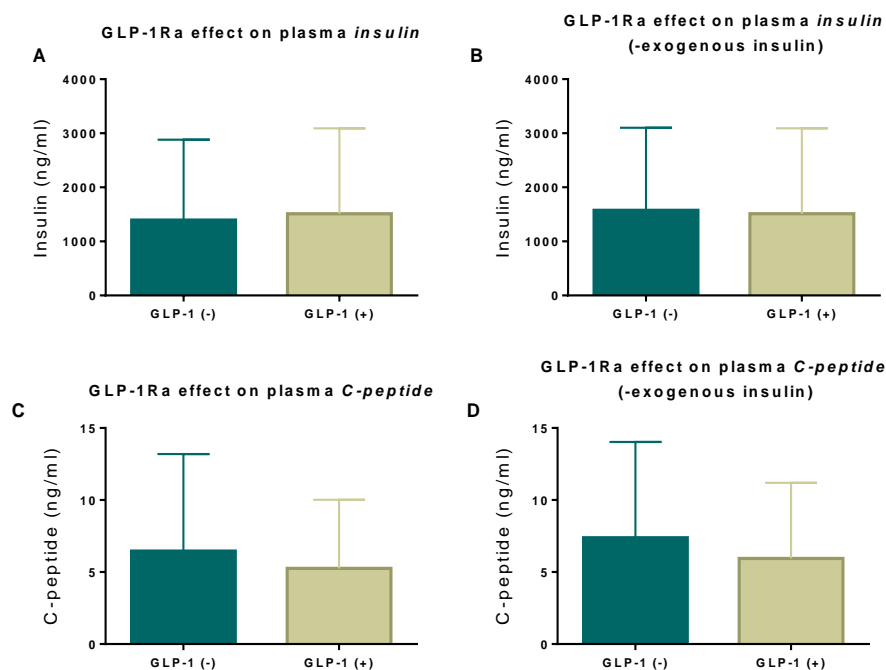 GLP-1Ra effect on plasma insulin
A
Insulin (ng/ml)
4000
3000
2000
1000
0
GLP-1 (-) GLP-1 (+)
GLP-1Ra effect on plasma insulin
(-exogenous insulin)
B
Insulin (ng/ml)
4000
3000
2000
1000
0
GLP-1 (-) GLP-1 (+)
GLP-1Ra effect on plasma C-peptide
C
C-peptide (ng/ml)
15
10
5
0
GLP-1 (-) GLP-1 (+)
GLP-1Ra effect on plasma C-peptide
(-exogenous insulin)
D
C-peptide (ng/ml)
15
10
5
0
GLP-1 (-) GLP-1 (+)